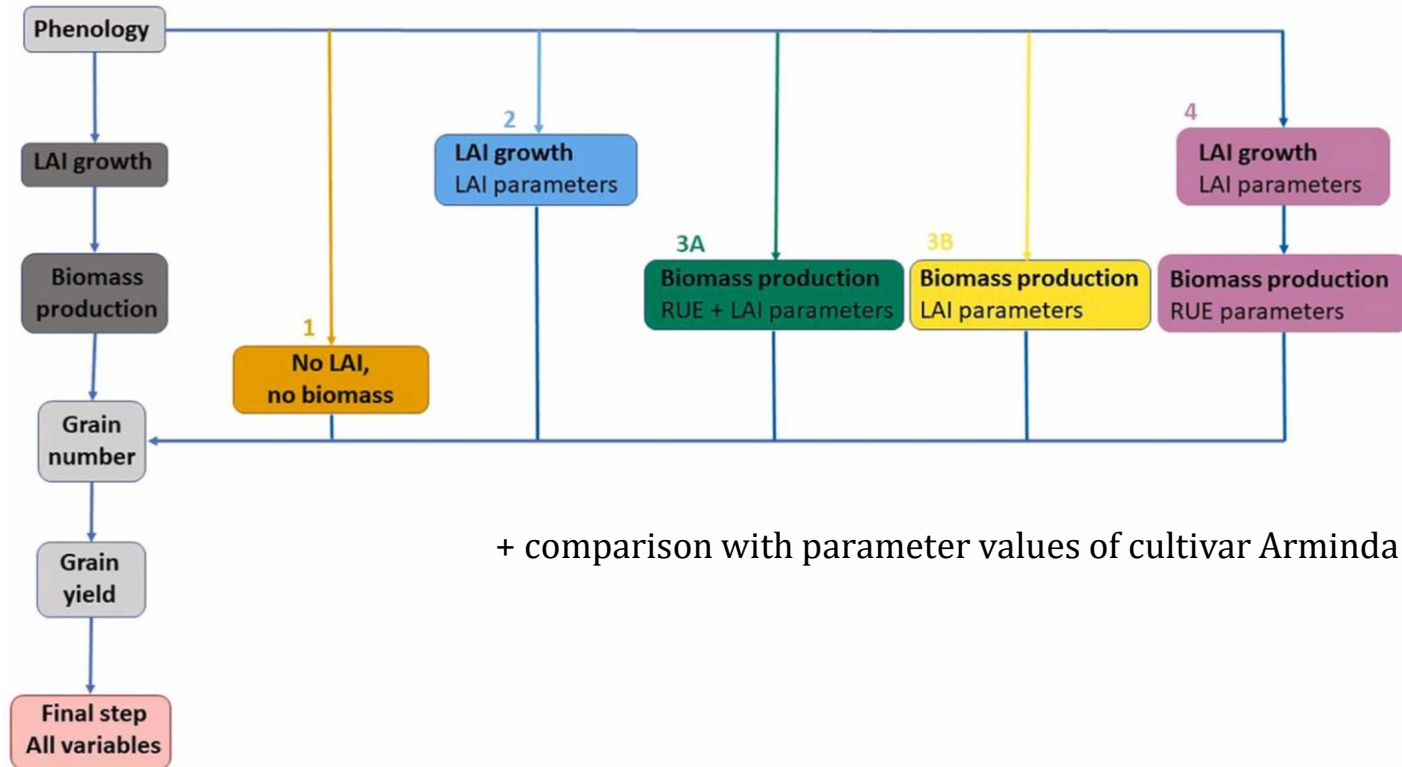 Phenology
LAI growth
Biomass
production
Grain
number
Grain
yield
Final step
All variables
1
No LAI,
no biomass
2
LAI growth
LAI parameters
3A
Biomass production
RUE + LAI parameters
3B
Biomass production
LAI parameters
4
LAI growth
LAI parameters
Biomass production
RUE parameters
+ comparison with parameter values of cultivar Arminda